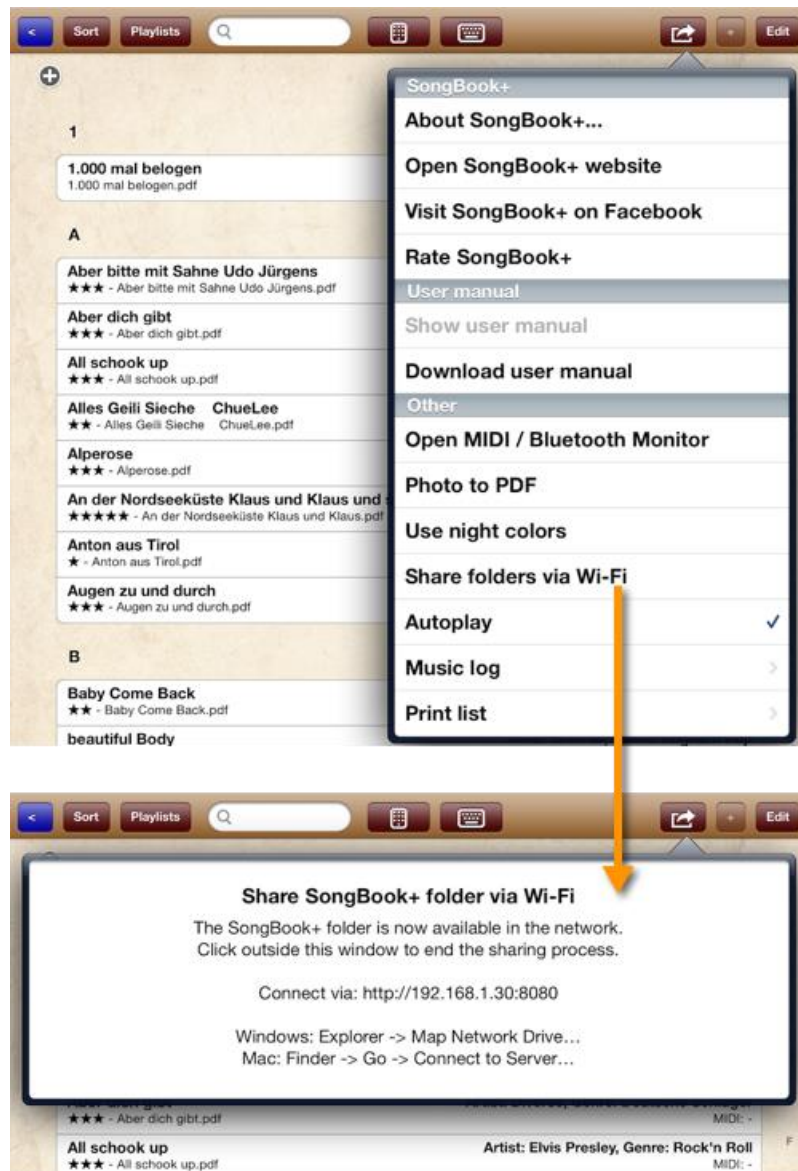 <
Sort
Playlists
Edit
SongBook+
About SongBook+...
Open SongBook+ website
Visit SongBook+ on Facebook
Rate SongBook+
User manual
Show user manual
Download user manual
Other
Open MIDI / Bluetooth Monitor
Photo to PDF
Use night colors
Share folders via Wi-Fi
Autoplay
Music log
Print list
1
1.000 mal belogen
1.000 mal belogen.pdf
A
Aber bitte mit Sahne Udo Jürgens
★★★ - Aber bitte mit Sahne Udo Jürgens.pdf
Aber dich gibt
★★★ - Aber dich gibt.pdf
All schook up
★★★ - All schook up.pdf
Alles Geili Sieche ChueLee
★★ - Alles Geili Sieche ChueLee.pdf
Alperose
★★★ - Alperose.pdf
An der Nordseeküste Klaus und Klaus und
★★★★★ - An der Nordseeküste Klaus und Klaus.pdf
Anton aus Tirol
★ - Anton aus Tirol.pdf
Augen zu und durch
★★★ - Augen zu und durch.pdf
B
Baby Come Back
★★ - Baby Come Back.pdf
beautiful Body
<
Sort
Playlists
Edit
Share SongBook+ folder via Wi-Fi
The SongBook+ folder is now available in the network.
Click outside this window to end the sharing process.
Connect via: http://192.168.1.30:8080
Windows: Explorer -> Map Network Drive...
Mac: Finder -> Go -> Connect to Server...
★★★ - Aber dich gibt.pdf
MIDI: -
All schook up
Artist: Elvis Presley, Genre: Rock'n Roll
★★★ - All schook up.pdf
MIDI: -
F